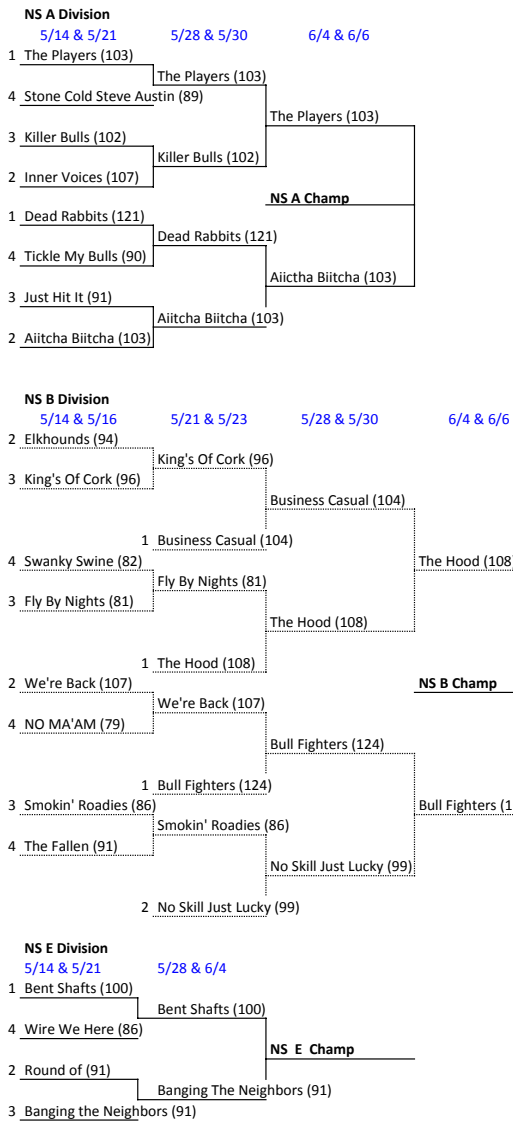 NS A Division
5/14 & 5/21 5/28 & 5/30 6/4 & 6/6
1 The Players (103)
The Players (103)
4 Stone Cold Steve Austin (89)
The Players (103)
3 Killer Bulls (102)
Killer Bulls (102)
2 Inner Voices (107)
NS A Champ
1 Dead Rabbits (121)
Dead Rabbits (121)
4 Tickle My Bulls (90)
Aiictha Biitcha (103)
3 Just Hit It (91)
Aiitcha Biitcha (103)
2 Aiitcha Biitcha (103)
NS B Division
5/14 & 5/16 5/21 & 5/23 5/28 & 5/30 6/4 & 6/6
2 Elkhounds (94)
King's Of Cork (96)
3 King's Of Cork (96)
Business Casual (104)
1 Business Casual (104)
4 Swanky Swine (82) The Hood (108)
Fly By Nights (81)
3 Fly By Nights (81)
The Hood (108)
1 The Hood (108)
2 We're Back (107) NS B Champ
We're Back (107)
4 NO MA'AM (79)
Bull Fighters (124)
1 Bull Fighters (124)
3 Smokin' Roadies (86) Bull Fighters (1
Smokin' Roadies (86)
4 The Fallen (91)
No Skill Just Lucky (99)
2 No Skill Just Lucky (99)
NS E Division
5/14 & 5/21 5/28 & 6/4
1 Bent Shafts (100)
Bent Shafts (100)
4 Wire We Here (86)
NS E Champ
2 Round of (91)
Banging The Neighbors (91)
3 Banging the Neighbors (91)